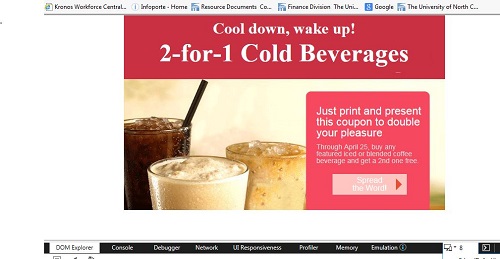 Kronos Workforce Central...
Infoporte - Home
Resource Documents Co...
Finance Division The Uni...
Google
The University of North C...
Cool down, wake up!
2-for-1 Cold Beverages
Just print and present
this coupon to double
your pleasure
Through April 25, buy any
featured iced or blended coffee
beverage and get a 2nd one free.
Spread
the Word!
DOM Explorer
Console
Debugger
Network
UI Responsiveness
Profiler
Memory
Emulation
8